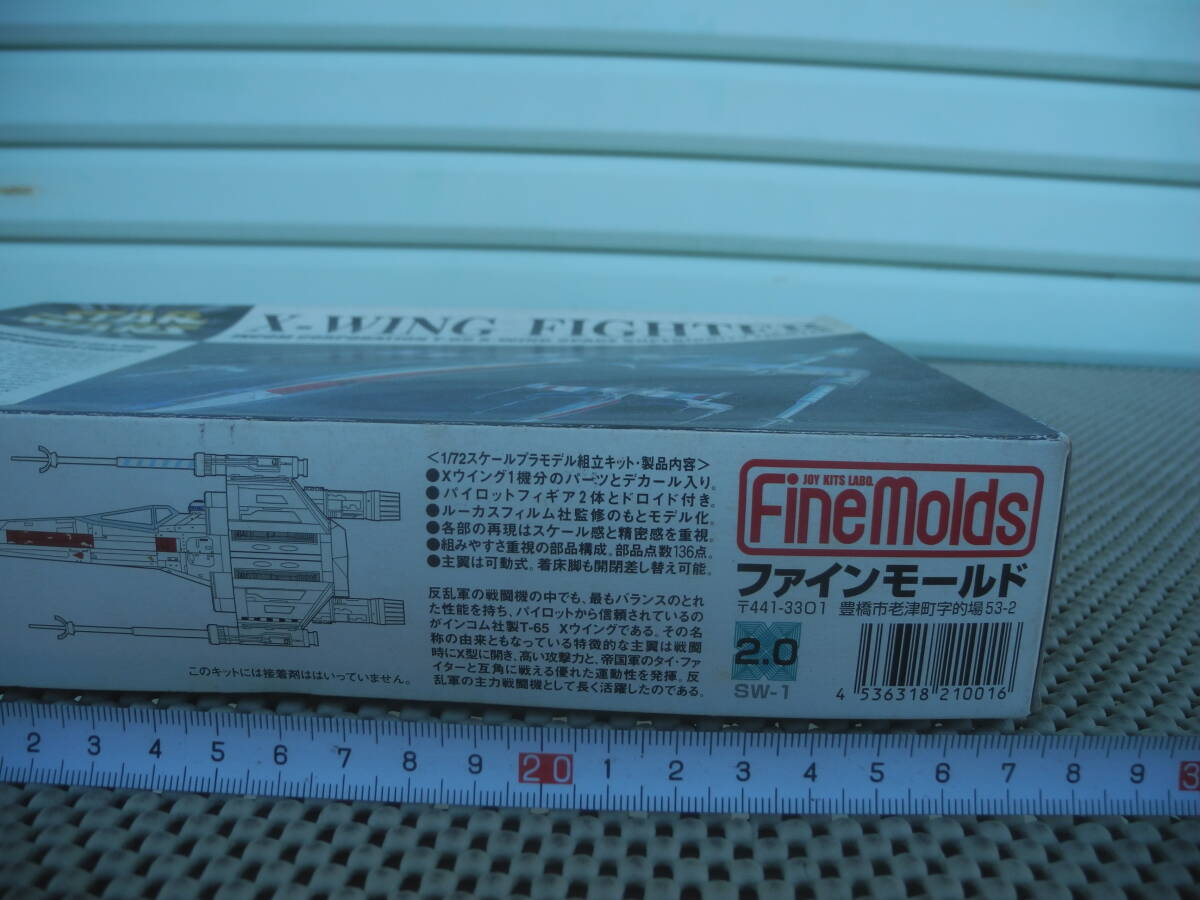 STAR
X-WING FIGHTER
<1/72スケールプラモデル組立キット・製品内容>
●Xウイング1機分のパーツとデカール入り。
●パイロットフィギア2体とドロイド付き。
●ルーカスフィルム社監修のもとモデル化。
●各部の再現はスケール感と精密感を重視。
●組みやすさ重視の部品構成。部品点数136点。
●主翼は可動式。着床脚も開閉差し替え可能。
反乱軍の戦闘機の中でも、最もバランスのとれ
た性能を持ち、パイロットから信頼されているの
がインコム社製T-65 Xウイングである。その名
称の由来ともなっている特徴的な主翼は戦闘
時にX型に開き、高い攻撃力と、帝国軍のタイ・ファ
イターと互角に戦える優れた運動性を発揮。反
乱軍の主力戦闘機として長く活躍したのである。
このキットには接着剤ははいっていません。
JOY KITS LABO.
FineMolds
ファインモールド
〒441-3301 豊橋市老津町字的場53-2
2.0
SW-1
4 536318 210016
2 3 4 5 6 7 8 9 20 1 2 3 4 5 6 7 8 9 3